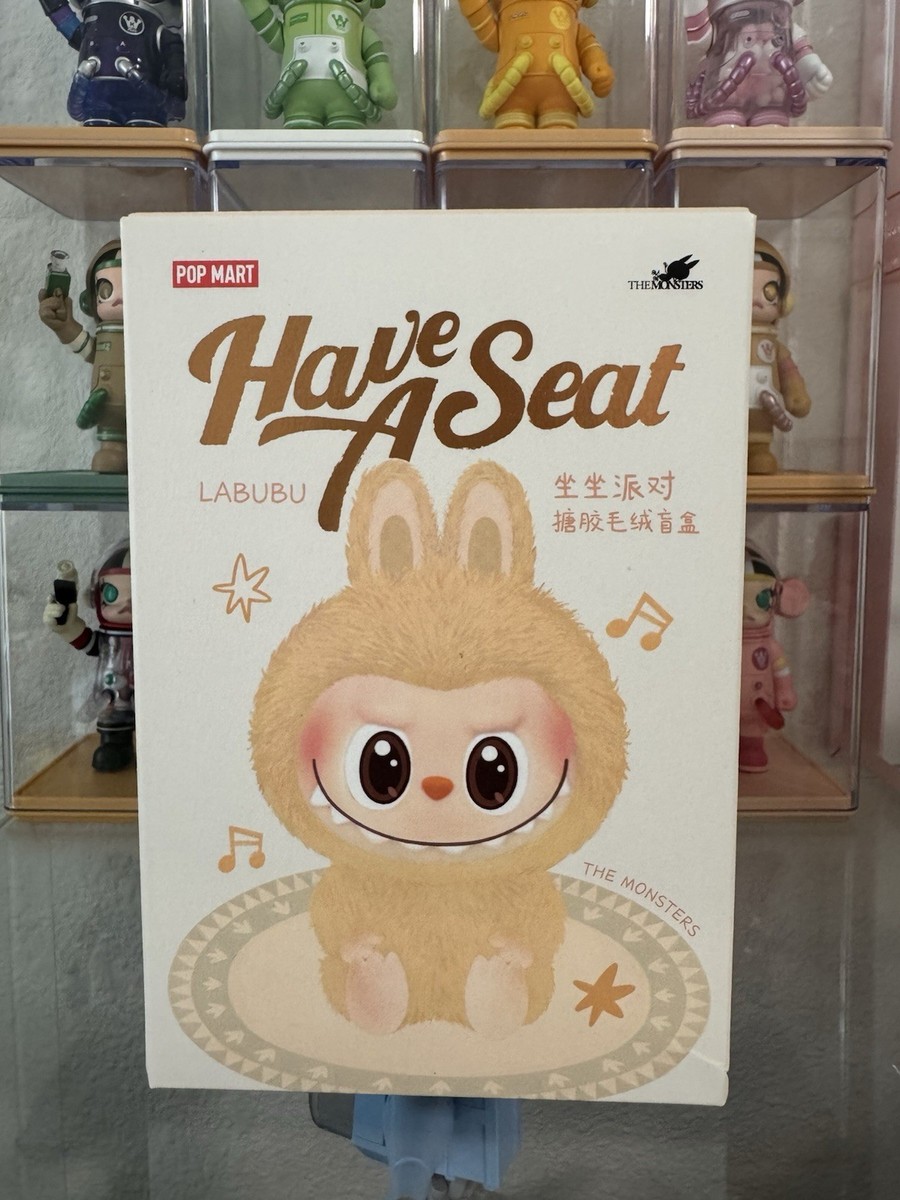 POP MART
THE MONSTERS
Have A Seat
LABUBU
坐坐派对
搪胶毛绒盲盒
THE MONSTERS